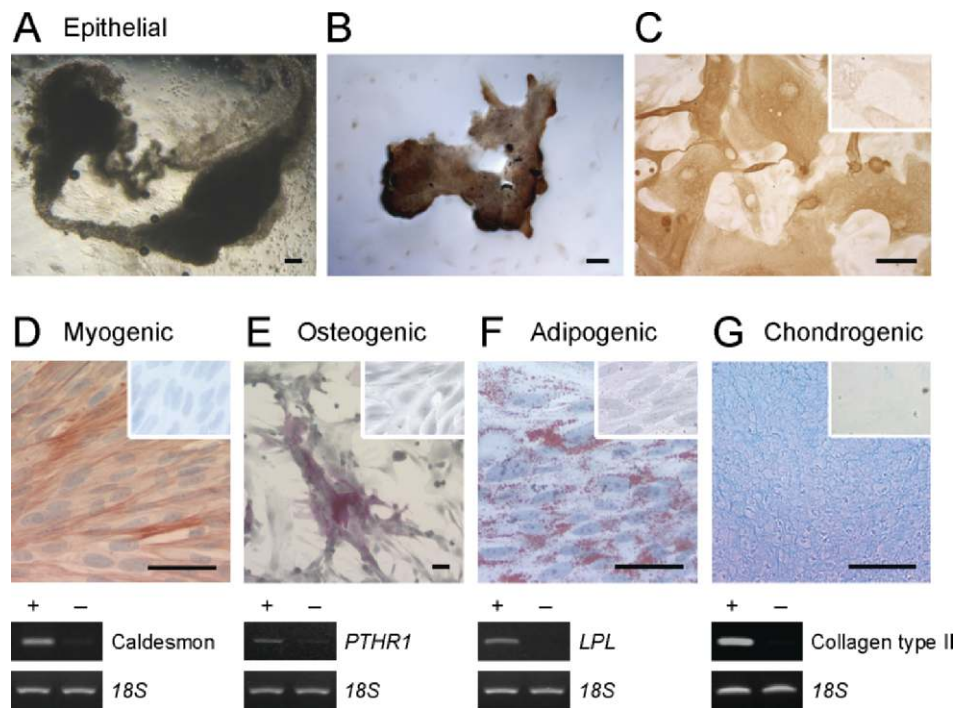 A Epithelial B C
D Myogenic E Osteogenic F Adipogenic G Chondrogenic
+ – + – + – + –
Caldesmon PTHR1 LPL Collagen type II
18S 18S 18S 18S